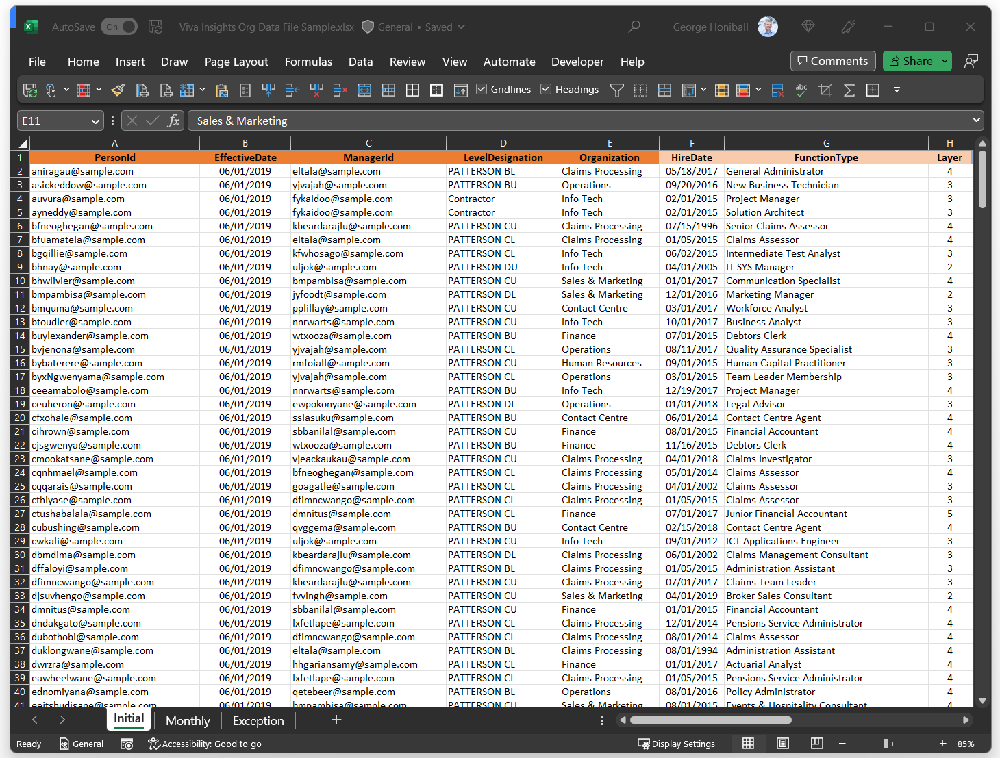 AutoSave On Viva Insights Org Data File Sample.xlsx General • Saved George Honiball
File Home Insert Draw Page Layout Formulas Data Review View Automate Developer Help Comments Share
Gridlines Headings abc
E11 fx Sales & Marketing
A B C D E F G H
1 PersonId EffectiveDate ManagerId LevelDesignation Organization HireDate FunctionType Layer
2 aniragau@sample.com 06/01/2019 eltala@sample.com PATTERSON BL Claims Processing 05/18/2017 General Administrator 4
3 asickeddow@sample.com 06/01/2019 yjvajah@sample.com PATTERSON BU Operations 09/20/2016 New Business Technician 3
4 auvura@sample.com 06/01/2019 fykaidoo@sample.com Contractor Info Tech 02/01/2015 Project Manager 3
5 ayneddy@sample.com 06/01/2019 fykaidoo@sample.com Contractor Info Tech 02/01/2015 Solution Architect 3
6 bfneoghegan@sample.com 06/01/2019 kbeardarajlu@sample.com PATTERSON CU Claims Processing 07/15/1996 Senior Claims Assessor 4
7 bfuamatela@sample.com 06/01/2019 eltala@sample.com PATTERSON CL Claims Processing 01/05/2015 Claims Assessor 4
8 bgqillie@sample.com 06/01/2019 kfwhosago@sample.com PATTERSON CL Info Tech 06/02/2015 Intermediate Test Analyst 3
9 bhnay@sample.com 06/01/2019 uljok@sample.com PATTERSON DU Info Tech 04/01/2005 IT SYS Manager 2
10 bhwlivier@sample.com 06/01/2019 bmpambisa@sample.com PATTERSON CU Sales & Marketing 01/01/2017 Communication Specialist 4
11 bmpambisa@sample.com 06/01/2019 jyfoodt@sample.com PATTERSON DL Sales & Marketing 12/01/2016 Marketing Manager 2
12 bmquma@sample.com 06/01/2019 pplillay@sample.com PATTERSON CU Contact Centre 03/01/2017 Workforce Analyst 3
13 btoudier@sample.com 06/01/2019 nnrwarts@sample.com PATTERSON CU Info Tech 10/01/2017 Business Analyst 3
14 buylexander@sample.com 06/01/2019 wtxooza@sample.com PATTERSON BU Finance 07/01/2015 Debtors Clerk 4
15 bvjenona@sample.com 06/01/2019 yjvajah@sample.com PATTERSON CL Operations 08/11/2017 Quality Assurance Specialist 3
16 bybaterere@sample.com 06/01/2019 rmfoiall@sample.com PATTERSON CU Human Resources 09/01/2015 Human Capital Practitioner 3
17 byxNgwenyama@sample.com 06/01/2019 yjvajah@sample.com PATTERSON CL Operations 03/01/2015 Team Leader Membership 3
18 ceeamabolo@sample.com 06/01/2019 nnrwarts@sample.com PATTERSON BU Info Tech 12/19/2017 Project Manager 4
19 ceuheron@sample.com 06/01/2019 ewpokonyane@sample.com PATTERSON DL Operations 01/01/2018 Legal Advisor 3
20 cfxohale@sample.com 06/01/2019 sslasuku@sample.com PATTERSON BU Contact Centre 06/01/2014 Contact Centre Agent 4
21 cihrown@sample.com 06/01/2019 sbbanilal@sample.com PATTERSON CU Finance 08/01/2015 Financial Accountant 4
22 cjsgwenya@sample.com 06/01/2019 wtxooza@sample.com PATTERSON BU Finance 11/16/2015 Debtors Clerk 4
23 cmookatsane@sample.com 06/01/2019 vjeackaukau@sample.com PATTERSON CU Claims Processing 04/01/2018 Claims Investigator 3
24 cqnhmael@sample.com 06/01/2019 bfneoghegan@sample.com PATTERSON CL Claims Processing 05/01/2014 Claims Assessor 4
25 cqqarais@sample.com 06/01/2019 goagatle@sample.com PATTERSON CL Claims Processing 04/01/2002 Claims Assessor 3
26 cthiyase@sample.com 06/01/2019 dfimncwango@sample.com PATTERSON CL Claims Processing 01/05/2015 Claims Assessor 3
27 ctushabalala@sample.com 06/01/2019 dmnitus@sample.com PATTERSON CL Finance 07/01/2017 Junior Financial Accountant 5
28 cubushing@sample.com 06/01/2019 qvggema@sample.com PATTERSON BU Contact Centre 02/15/2018 Contact Centre Agent 4
29 cwkali@sample.com 06/01/2019 uljok@sample.com PATTERSON CU Info Tech 09/01/2012 ICT Applications Engineer 3
30 dbmdima@sample.com 06/01/2019 kbeardarajlu@sample.com PATTERSON DL Claims Processing 06/01/2002 Claims Management Consultant 3
31 dffaloyi@sample.com 06/01/2019 dfimncwango@sample.com PATTERSON BL Claims Processing 01/05/2015 Administration Assistant 3
32 dfimncwango@sample.com 06/01/2019 kbeardarajlu@sample.com PATTERSON CU Claims Processing 07/01/2017 Claims Team Leader 3
33 djsuvhengo@sample.com 06/01/2019 fvvingh@sample.com PATTERSON CU Sales & Marketing 04/01/2019 Broker Sales Consultant 2
34 dmnitus@sample.com 06/01/2019 sbbanilal@sample.com PATTERSON CU Finance 01/01/2015 Financial Accountant 4
35 dndakgato@sample.com 06/01/2019 lxfetlape@sample.com PATTERSON CL Claims Processing 12/01/2014 Pensions Service Administrator 4
36 dubothobi@sample.com 06/01/2019 dfimncwango@sample.com PATTERSON CL Claims Processing 08/01/2014 Claims Assessor 4
37 duklongwane@sample.com 06/01/2019 eltala@sample.com PATTERSON BL Claims Processing 08/01/1994 Administration Assistant 4
38 dwrzra@sample.com 06/01/2019 hhgariansamy@sample.com PATTERSON CL Finance 01/01/2017 Actuarial Analyst 4
39 eawheelwane@sample.com 06/01/2019 lxfetlape@sample.com PATTERSON CL Claims Processing 01/05/2015 Pensions Service Administrator 4
40 ednomiyana@sample.com 06/01/2019 qetebeer@sample.com PATTERSON BL Operations 08/01/2016 Policy Administrator 4
41 eeitshudisane@sample.com 06/01/2019 bmpambisa@sample.com PATTERSON CU Sales & Marketing 08/01/2015 Events & Hospitality Consultant 4
Initial Monthly Exception
Ready General Accessibility: Good to go Display Settings 85%